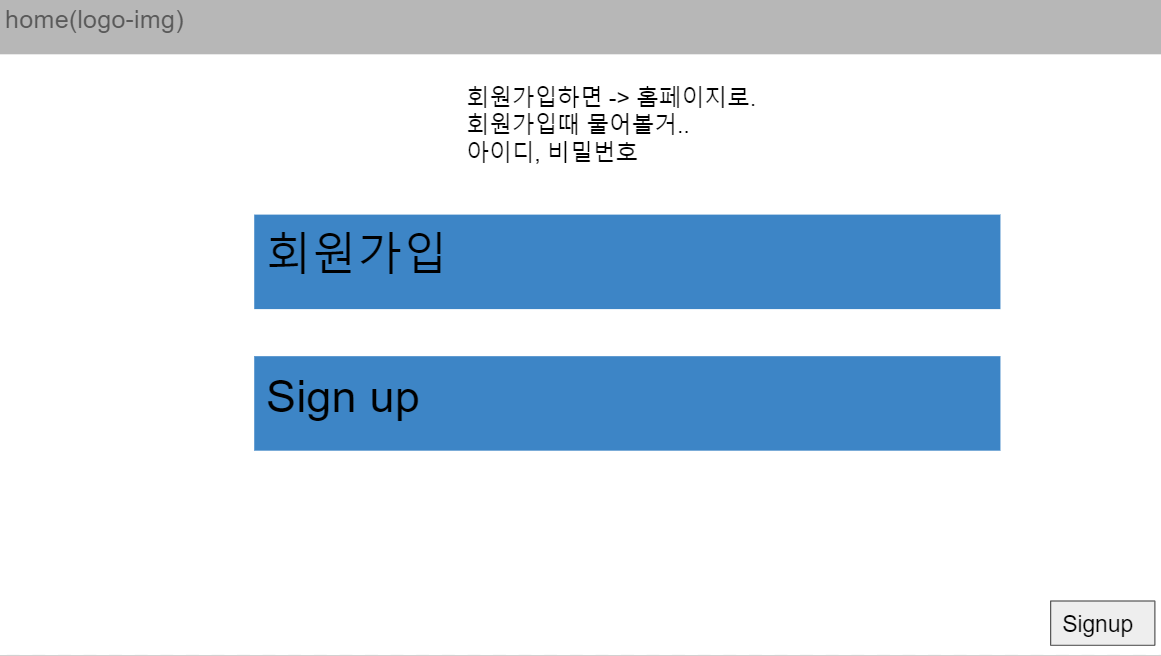 home(logo-img)
회원가입하면 -> 홈페이지로.
회원가입때 물어볼거..
아이디, 비밀번호
회원가입
Sign up
Signup